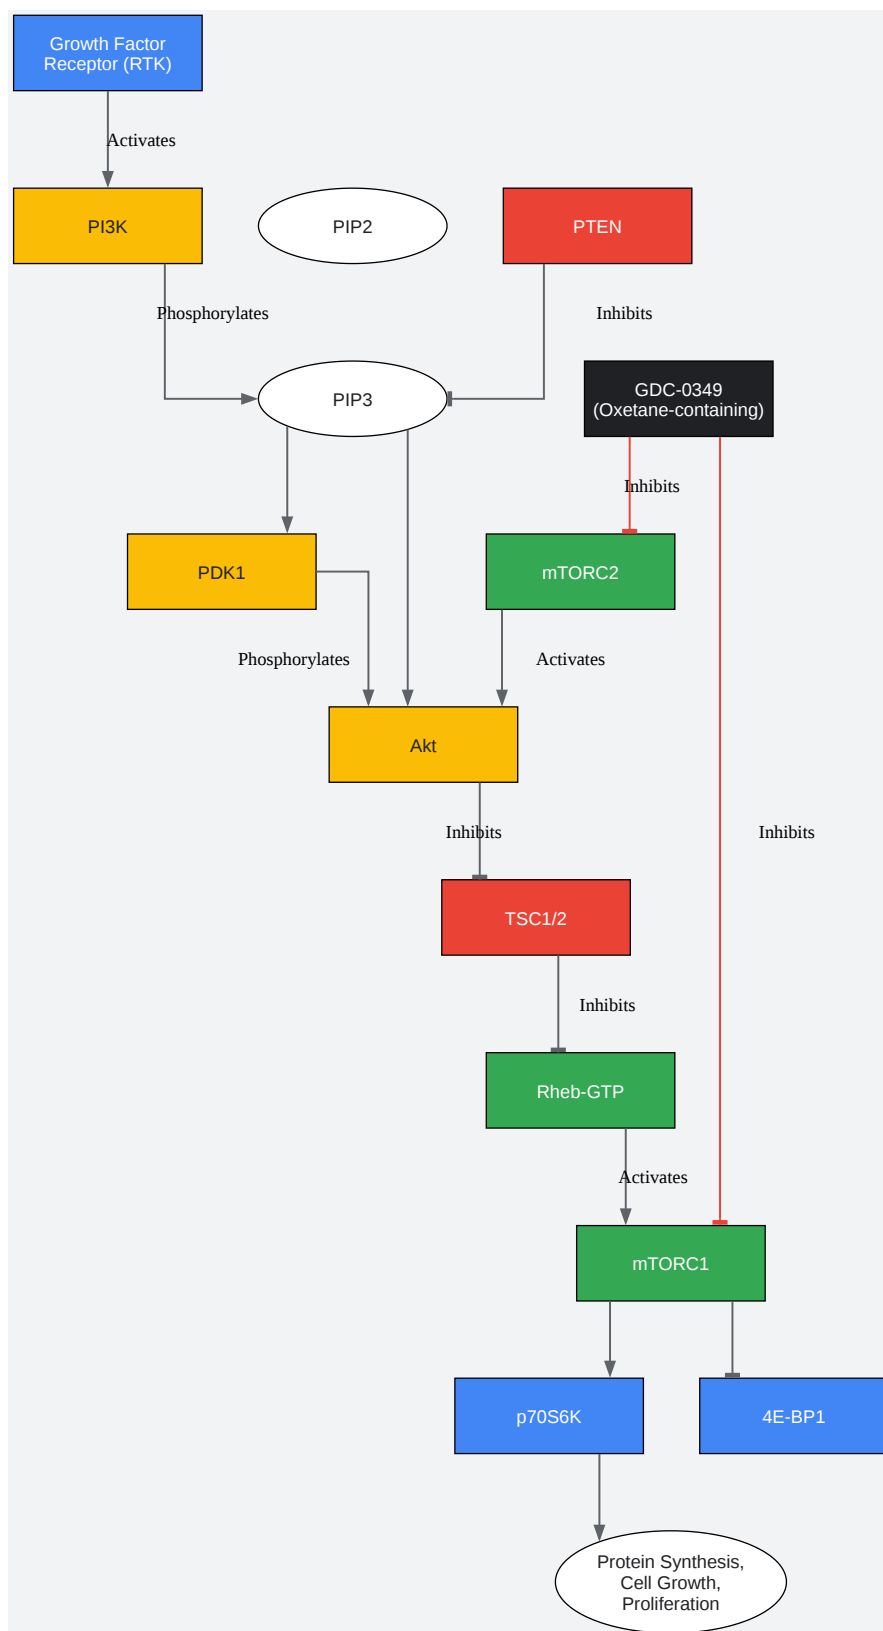 Growth Factor
Receptor (RTK)
Activates
PI3K
PIP2
PTEN
Phosphorylates
Inhibits
PIP3
GDC-0349
(Oxetane-containing)
Inhibits
PDK1
mTORC2
Phosphorylates
Activates
Akt
Inhibits
Inhibits
TSC1/2
Inhibits
Rheb-GTP
Activates
mTORC1
p70S6K
4E-BP1
Protein Synthesis,
Cell Growth,
Proliferation